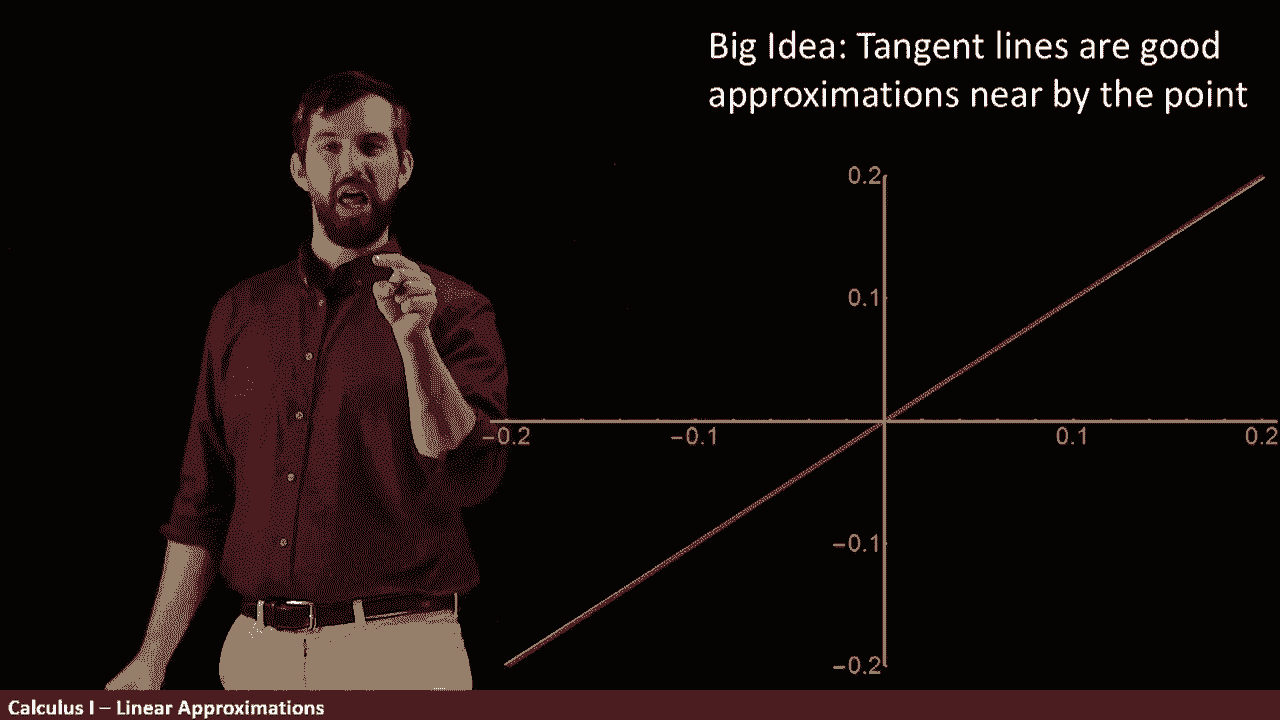 Big Idea: Tangent lines are good
approximations near by the point
0.2
0.1
−0.2
−0.1
0.1
0.2
−0.1
−0.2
Calculus I – Linear Approximations